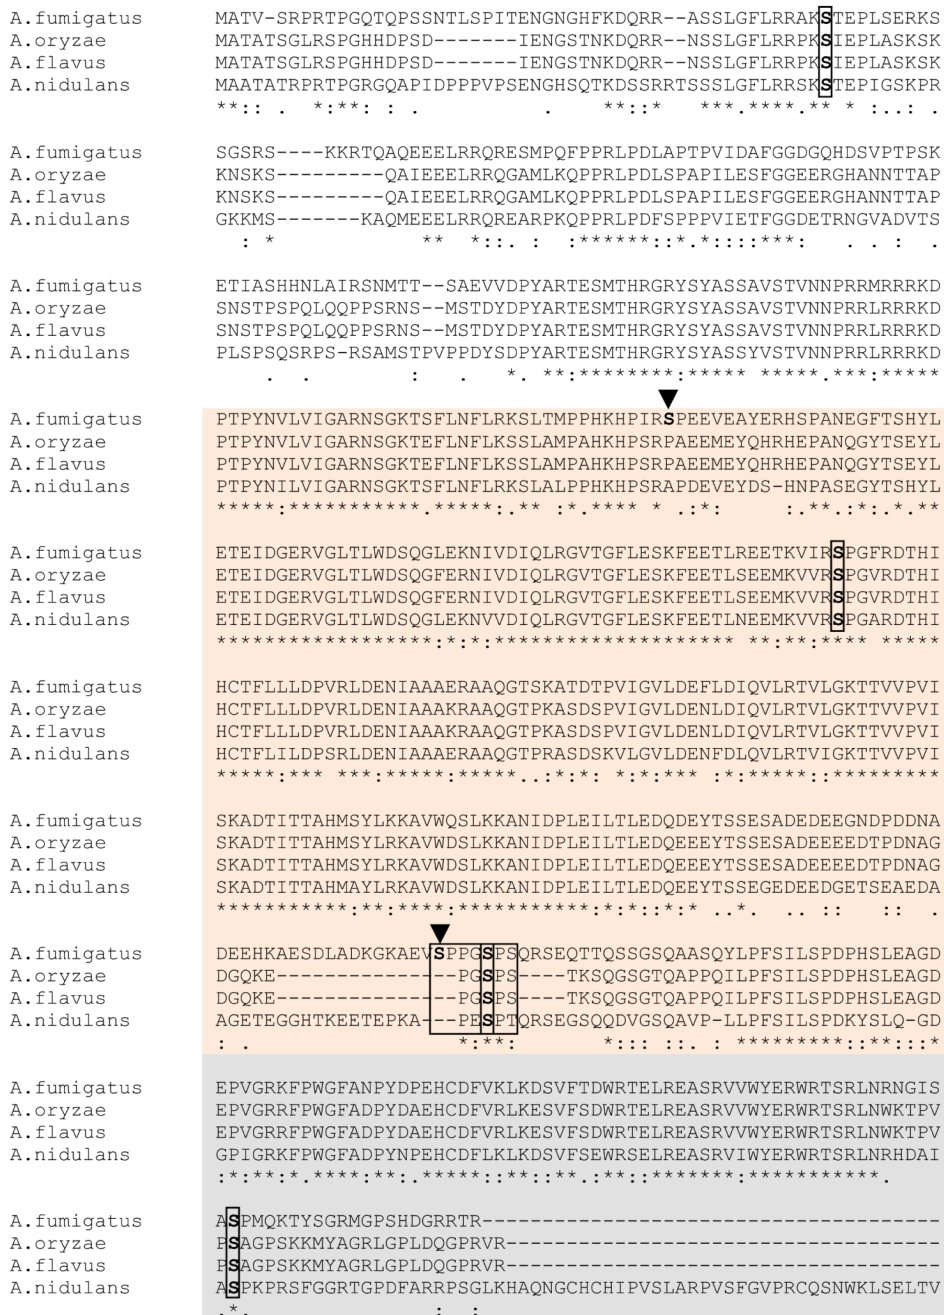 A.fumigatus MATV-SRPRTPGQTQPSSNTLSPITENGNGHFKDQRR--ASSLGFLRRAKSTEPLSERKS
A.oryzae MATATSGLRSPGHHDPSD-------IENGSTNKDQRR--NSSLGFLRRPKSIEPLASKSK
A.flavus MATATSGLRSPGHHDPSD-------IENGSTNKDQRR--NSSLGFLRRPKSIEPLASKSK
A.nidulans MAATATRPRTPGRGQAPIDPPPVPSENGHSQTKDSSRRTSSSLGFLRRSKSTEPIGSKPR
**:: . *:**: . . . **. * ********.** **:. :.
A.fumigatus SGSRS----KKRTQAQEEELRRQRESMPQFPPRLPDLAPTPVIDAFGGDGQHDSVPTPSK
A.oryzae KNSKS---------QAIEEELRRQGAMLKQPPRLPDLSPAPILESFGGEERGHANNTTAP
A.flavus KNSKS---------QAIEEELRRQGAMLKQPPRLPDLSPAPILESFGGEERGHANNTTAP
A.nidulans GKKMS---------KAQMEEELRRQREARPKQPPRLPDFSPPPVIETFGGDETRNGVADVTS
: * ** *::. : :*******:*.*::::***: . . : .
A.fumigatus ETIASHHNLAIRSNMTT--SAEVVDPYARTESMTHRGRYSYASSAVSTVNNPRRMRRRKD
A.oryzae SNSTPSPQLQQPPSRNS--MSTDYDPYARTESMTHRGRYSYASSAVSTVNNPRRLRRRKD
A.flavus SNSTPSPQLQQPPSRNS--MSTDYDPYARTESMTHRGRYSYASSAVSTVNNPRRLRRRKD
A.nidulans PLSPSQSRPS-RSAMSTPVPPDYSDPYARTESMTHRGRYSYASSYVSTVNNPRRLRRRKD
. . : . *. ******************** *********:*****
A.fumigatus PTPYNVLVIGARNSGKTSFLNFLRKSLTMPPHKHPIRSPEEVEAYERHSPANEGFTSHYL
A.oryzae PTPYNVLVIGARNSGKTEFLNFLKSSLAMPAHKHPSRPAEEMEYQHRHEPANQGYTSEYL
A.flavus PTPYNVLVIGARNSGKTEFLNFLKSSLAMPAHKHPSRPAEEMEYQHRHEPANQGYTSEYL
A.nidulans PTPYNILVIGARNSGKTSFLNFLRKSLALPPHKHPSRAPDEVEYDS-HNPASEGYTSHYL
*****:***********.*****:.**::*.**** * .:*: *.**.:*:**.**
A.fumigatus ETEIDGERVGLTLWDSQGLEKNIVDIQLRGVTGFLESKFEETLREETKVIRSPGFRDTHI
A.oryzae ETEIDGERVGLTLWDSQGFERNIVDIQLRGVTGFLESKFEETLSEEMKVVRSPGVRDTHI
A.flavus ETEIDGERVGLTLWDSQGFERNIVDIQLRGVTGFLESKFEETLSEEMKVVRSPGVRDTHI
A.nidulans ETEIDGERVGLTLWDSQGLEKNVVDIQLRGVTGFLESKFEETLNEEMKVVRSPGARDTHI
******************:*:*:******************** ** **:**** *****
A.fumigatus HCTFLLLDPVRLDENIAAAERAAQGTSKATDTPVIGVLDEFLDIQVLRTVLGKTTVVPVI
A.oryzae HCTFLLLDPVRLDENIAAAKRAAQGTPKASDSPVIGVLDENLDIQVLRTVLGKTTVVPVI
A.flavus HCTFLLLDPVRLDENIAAAKRAAQGTPKASDSPVIGVLDENLDIQVLRTVLGKTTVVPVI
A.nidulans HCTFLILDPSRLDENIAAAERAAQGTPRASDSKVLGVLDENFDLQVLRTVIGKTTVVPVI
*****:*** *********:******..:*:* *:***** :*:******:*********
A.fumigatus SKADTITTAHMSYLKKAVWQSLKKANIDPLEILTLEDQDEYTSSESADEDEEGNDPDDNA
A.oryzae SKADTITTAHMSYLRKAVWDSLKKANIDPLEILTLEDQEEYTSSESADEEEEDTPDNAG
A.flavus SKADTITTAHMSYLRKAVWDSLKKANIDPLEILTLEDQEEYTSSESADEEEEDTPDNAG
A.nidulans SKADTITTAHMAYLRKAVWDSLKKANIDPLEILTLEDQEEYTSSEGEDEEDGETSEAEDA
***********:**:****:******************:******. **.. .: :: .
A.fumigatus DEEHKAESDLADKGKAEVSPPGSPSQRSEQTTQSSGSQAASQYLPFSILSPDPHSLEAGD
A.oryzae DGQKE---------------PGSPS----TKSQGSGTQAPPQILPFSILSPDPHSLEAGD
A.flavus DGQKE---------------PGSPS----TKSQGSGTQAPPQILPFSILSPDPHSLEAGD
A.nidulans AGETEGGHTKEETEPKA---PESPTQRSEGSQQDVGSQAVP-LLPFSILSPDKYSLQ-GD
: . *:**: *::: ::. :. ********* :**: **
A.fumigatus EPVGRKFPWGFANPYDPEHCDFVKLKDSVFTDWRTELREASRVVWYERWRTSRLNRNGIS
A.oryzae EPVGRRFPWGFADPYDAEHCDFVRLKESVFSDWRTELREASRVVWYERWRTSRLNWKTPV
A.flavus EPVGRRFPWGFADPYDAEHCDFVRLKESVFSDWRTELREASRVVWYERWRTSRLNWKTPV
A.nidulans GPIGRKFPWGFADPYNPEHCDFLKLKDSVFSEWRSELREASRVIWYERWRTSRLNRHDAI
*:**:******:**:.*****::**:***::**:********:*********** .
A.fumigatus ASPMQKTYSGRMGPSHDGRRTR---------------------------------------
A.oryzae PSAGPSKKMYAGRLGPLDQGPRVR-------------------------------------
A.flavus PSAGPSKKMYAGRLGPLDQGPRVR-------------------------------------
A.nidulans ASPKPRSFGGRTGPDFARRPSGLKHAQNGCHCHIPVSLARPVSFGVPRCQSNWKLSELTV
.* : :